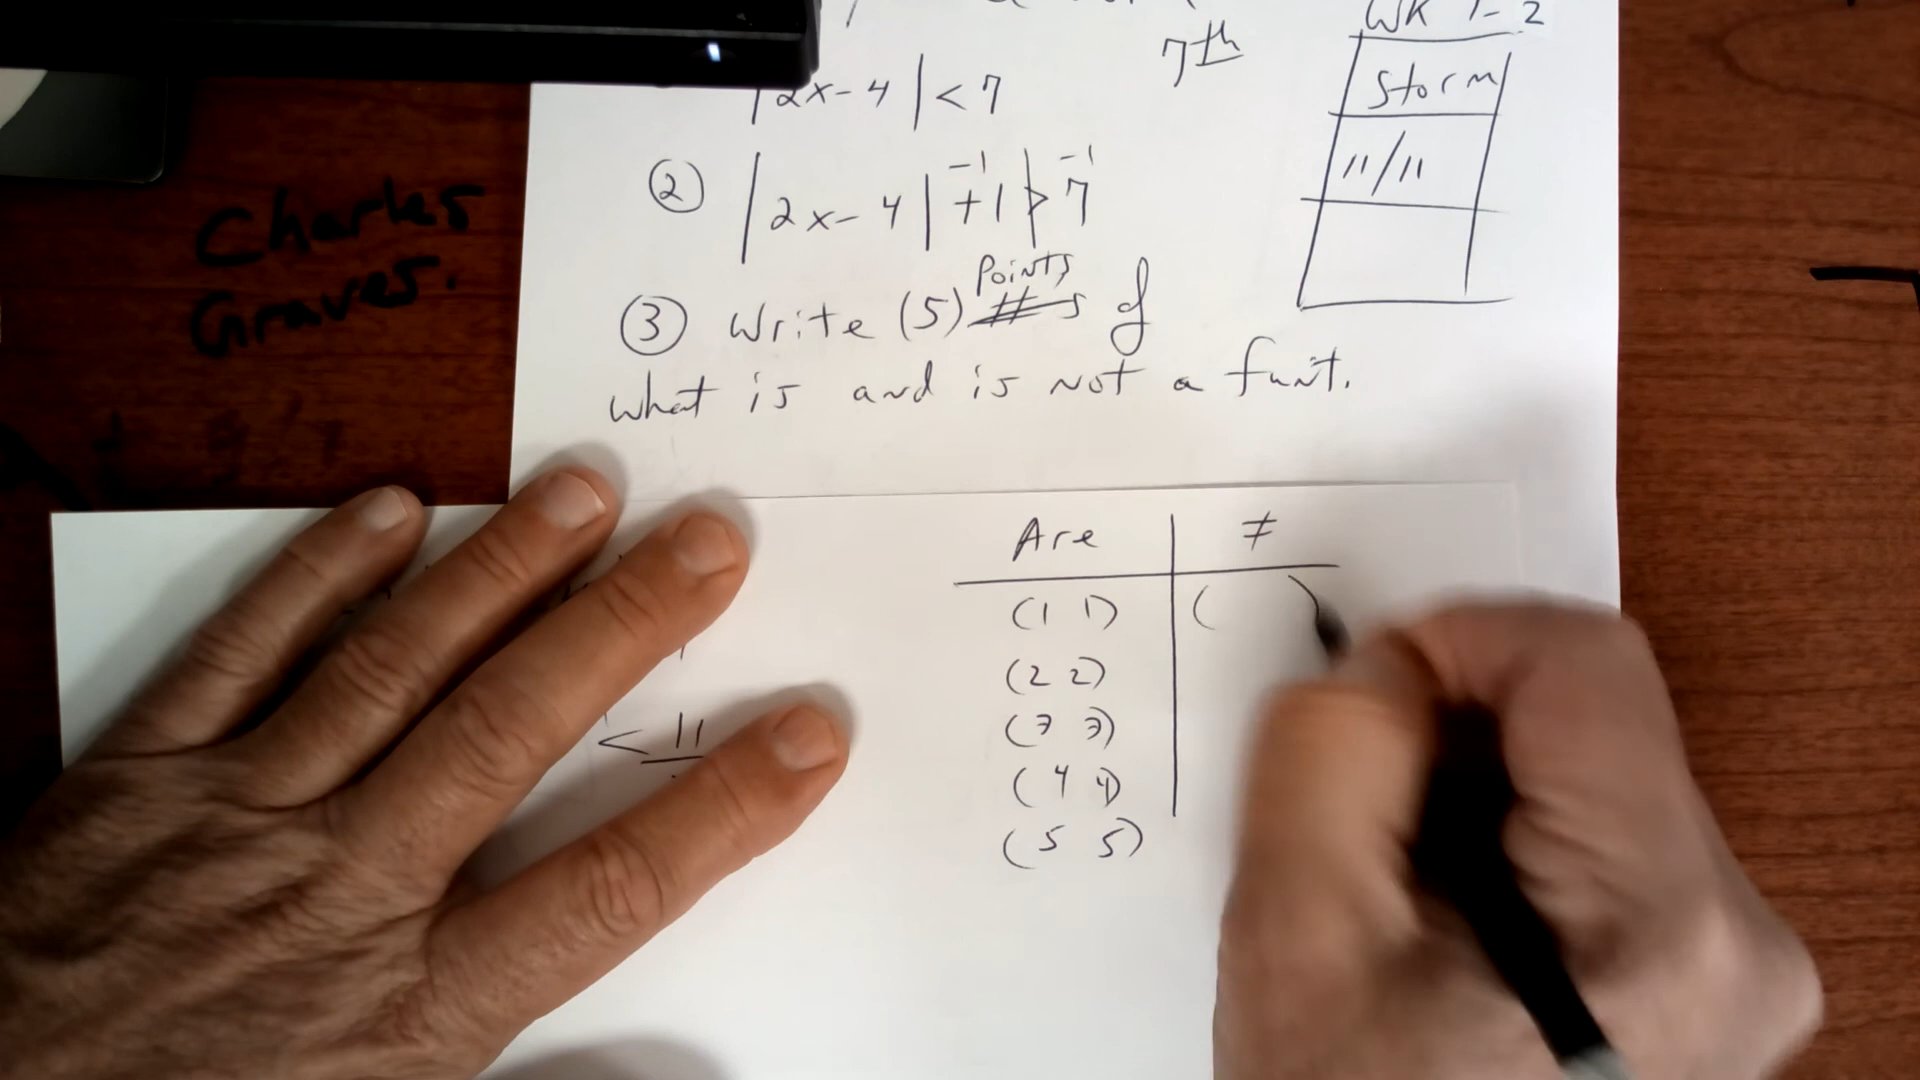 7th
WK 1-2
Storm
11/11
|2x-4|<7
② |2x-4| +1 > 7
-1 -1
Charles
Graves.
Points
③ Write (5) #s of
what is and is not a funt.
Are ≠
(1 1) ( )
(2 2)
(3 3)
(4 4)
(5 5)
< 11